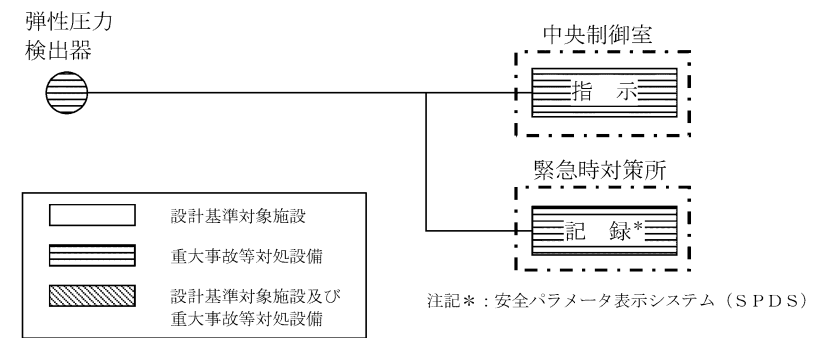 弾性圧力
検出器
中央制御室
指　示
緊急時対策所
記　録*
設計基準対象施設
重大事故等対処設備
設計基準対象施設及び
重大事故等対処設備
注記＊：安全パラメータ表示システム（ＳＰＤＳ）